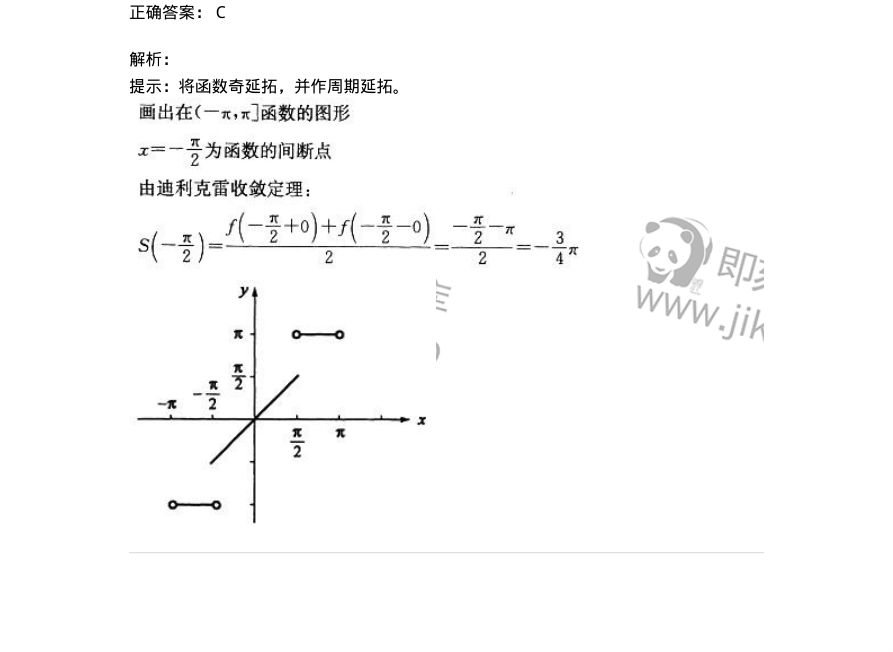 正确答案： C
解析：
提示：将函数奇延拓，并作周期延拓。
画出在(－π,π]函数的图形
x=－π/2为函数的间断点
由迪利克雷收敛定理：
S(－π/2)=(f(－π/2+0)+f(－π/2－0))/2=(－π/2－π)/2=－3/4π
y
π
π/2
－π －π/2
x
π/2 π
www.jik